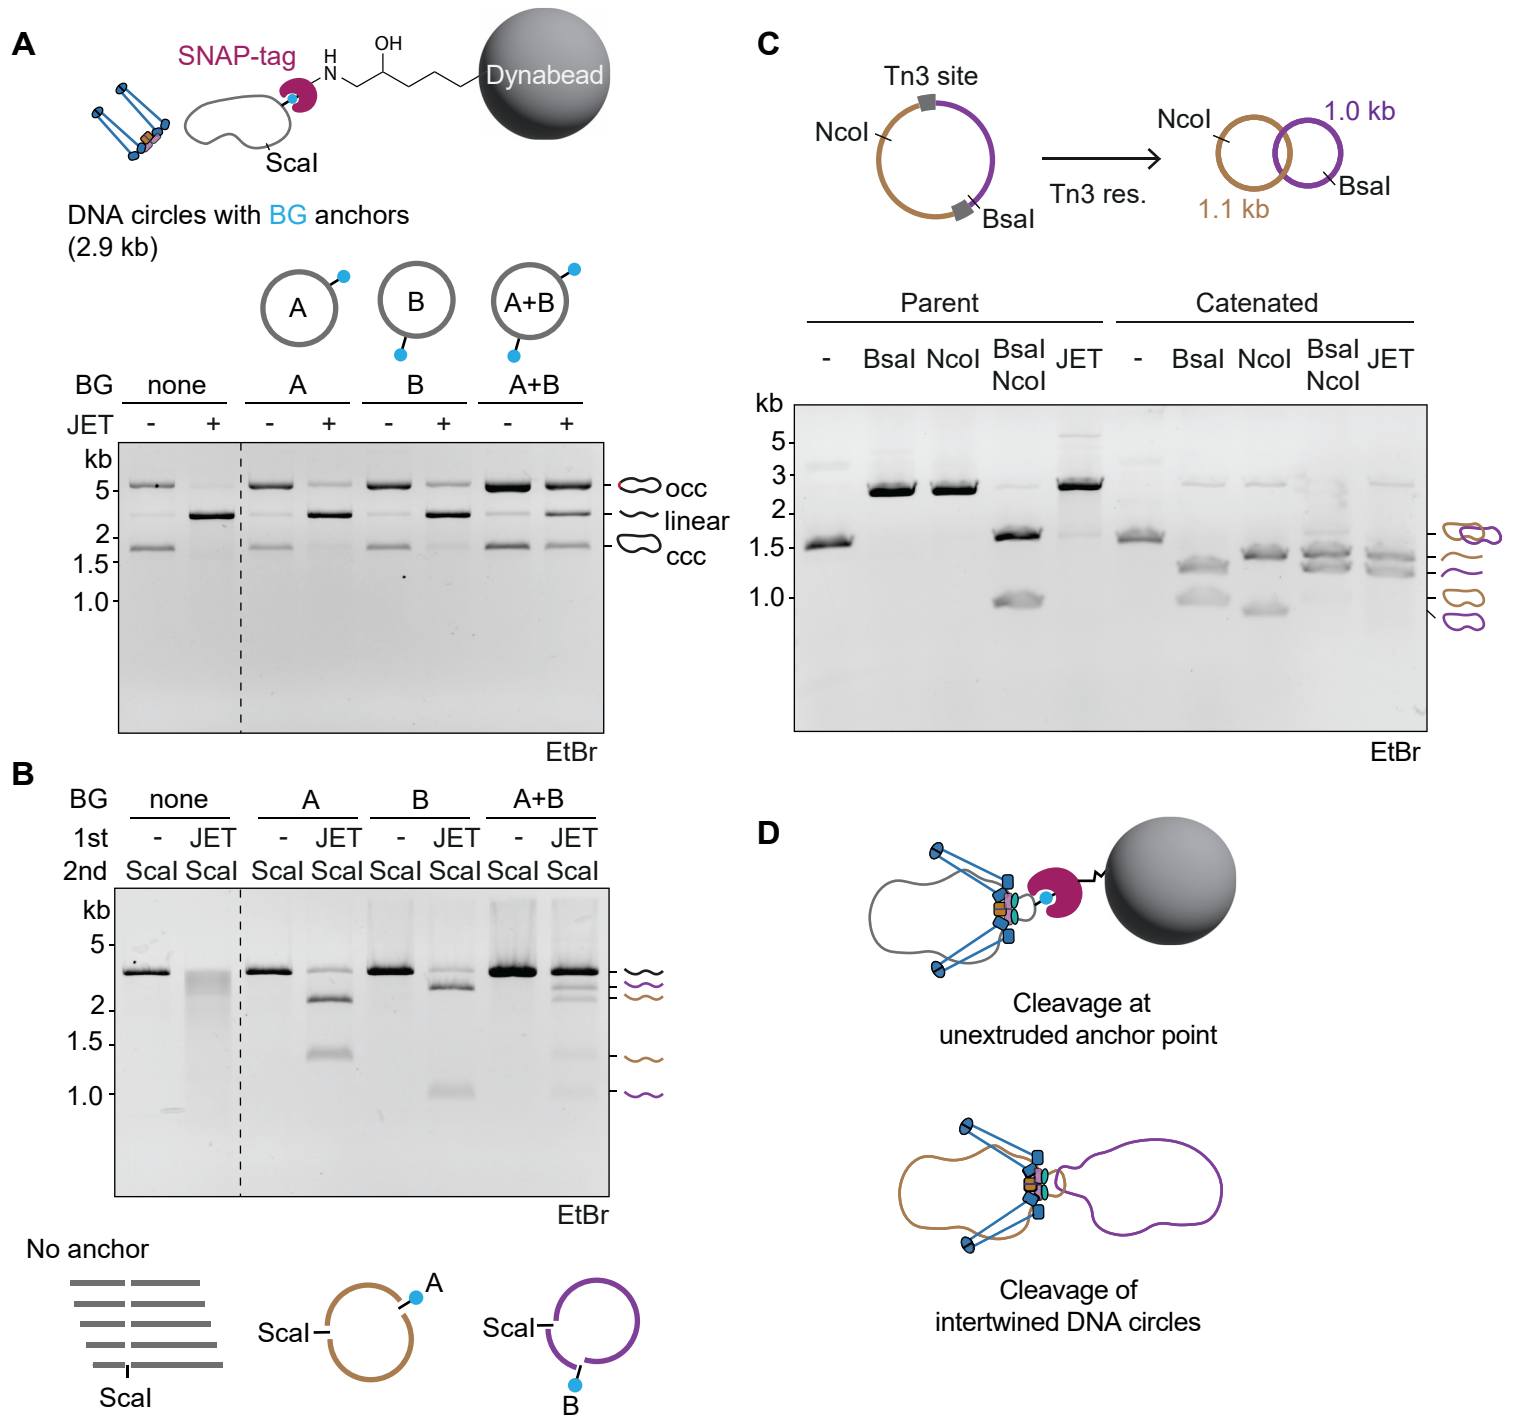 A
SNAP-tag
H
N
OH
Dynabead
ScaI
DNA circles with BG anchors
(2.9 kb)
A
B
A+B
BG none A B A+B
JET - + - + - + - +
kb
5
2
1.5
1.0
occ
linear
ccc
EtBr
B
BG none A B A+B
1st - JET - JET - JET - JET
2nd ScaI ScaI ScaI ScaI ScaI ScaI ScaI ScaI
kb
5
2
1.5
1.0
EtBr
No anchor
ScaI
ScaI
A
ScaI
B
C
Tn3 site
NcoI
BsaI
Tn3 res.
NcoI
1.0 kb
BsaI
1.1 kb
Parent Catenated
- BsaI NcoI BsaI NcoI JET - BsaI NcoI BsaI NcoI JET
kb
5
3
2
1.5
1.0
EtBr
D
Cleavage at
unextruded anchor point
Cleavage of
intertwined DNA circles